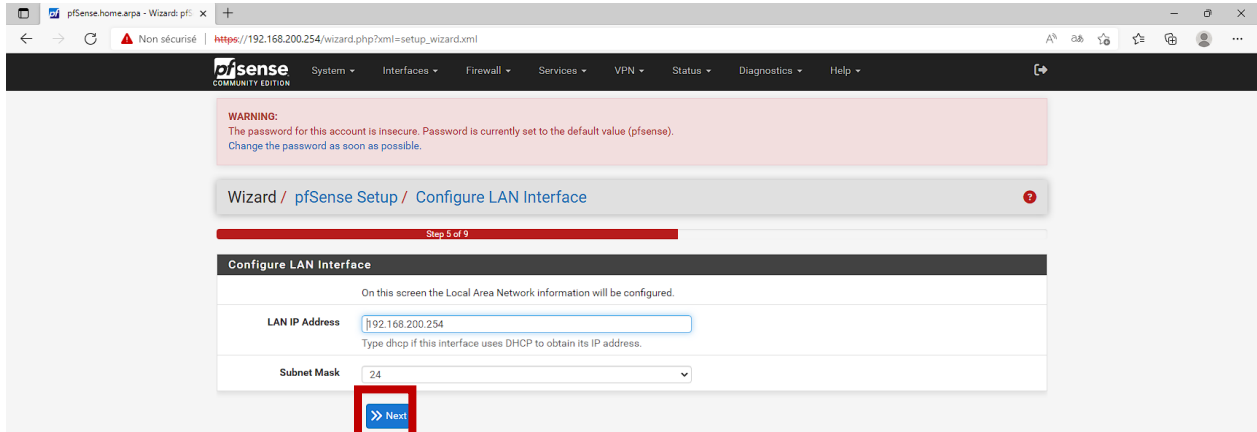 pfSense.home.arpa - Wizard: pfS
Non sécurisé | https://192.168.200.254/wizard.php?xml=setup_wizard.xml
pfsense
COMMUNITY EDITION
System Interfaces Firewall Services VPN Status Diagnostics Help
WARNING:
The password for this account is insecure. Password is currently set to the default value (pfsense).
Change the password as soon as possible.
Wizard / pfSense Setup / Configure LAN Interface
Step 5 of 9
Configure LAN Interface
On this screen the Local Area Network information will be configured.
LAN IP Address
192.168.200.254
Type dhcp if this interface uses DHCP to obtain its IP address.
Subnet Mask
24
Next